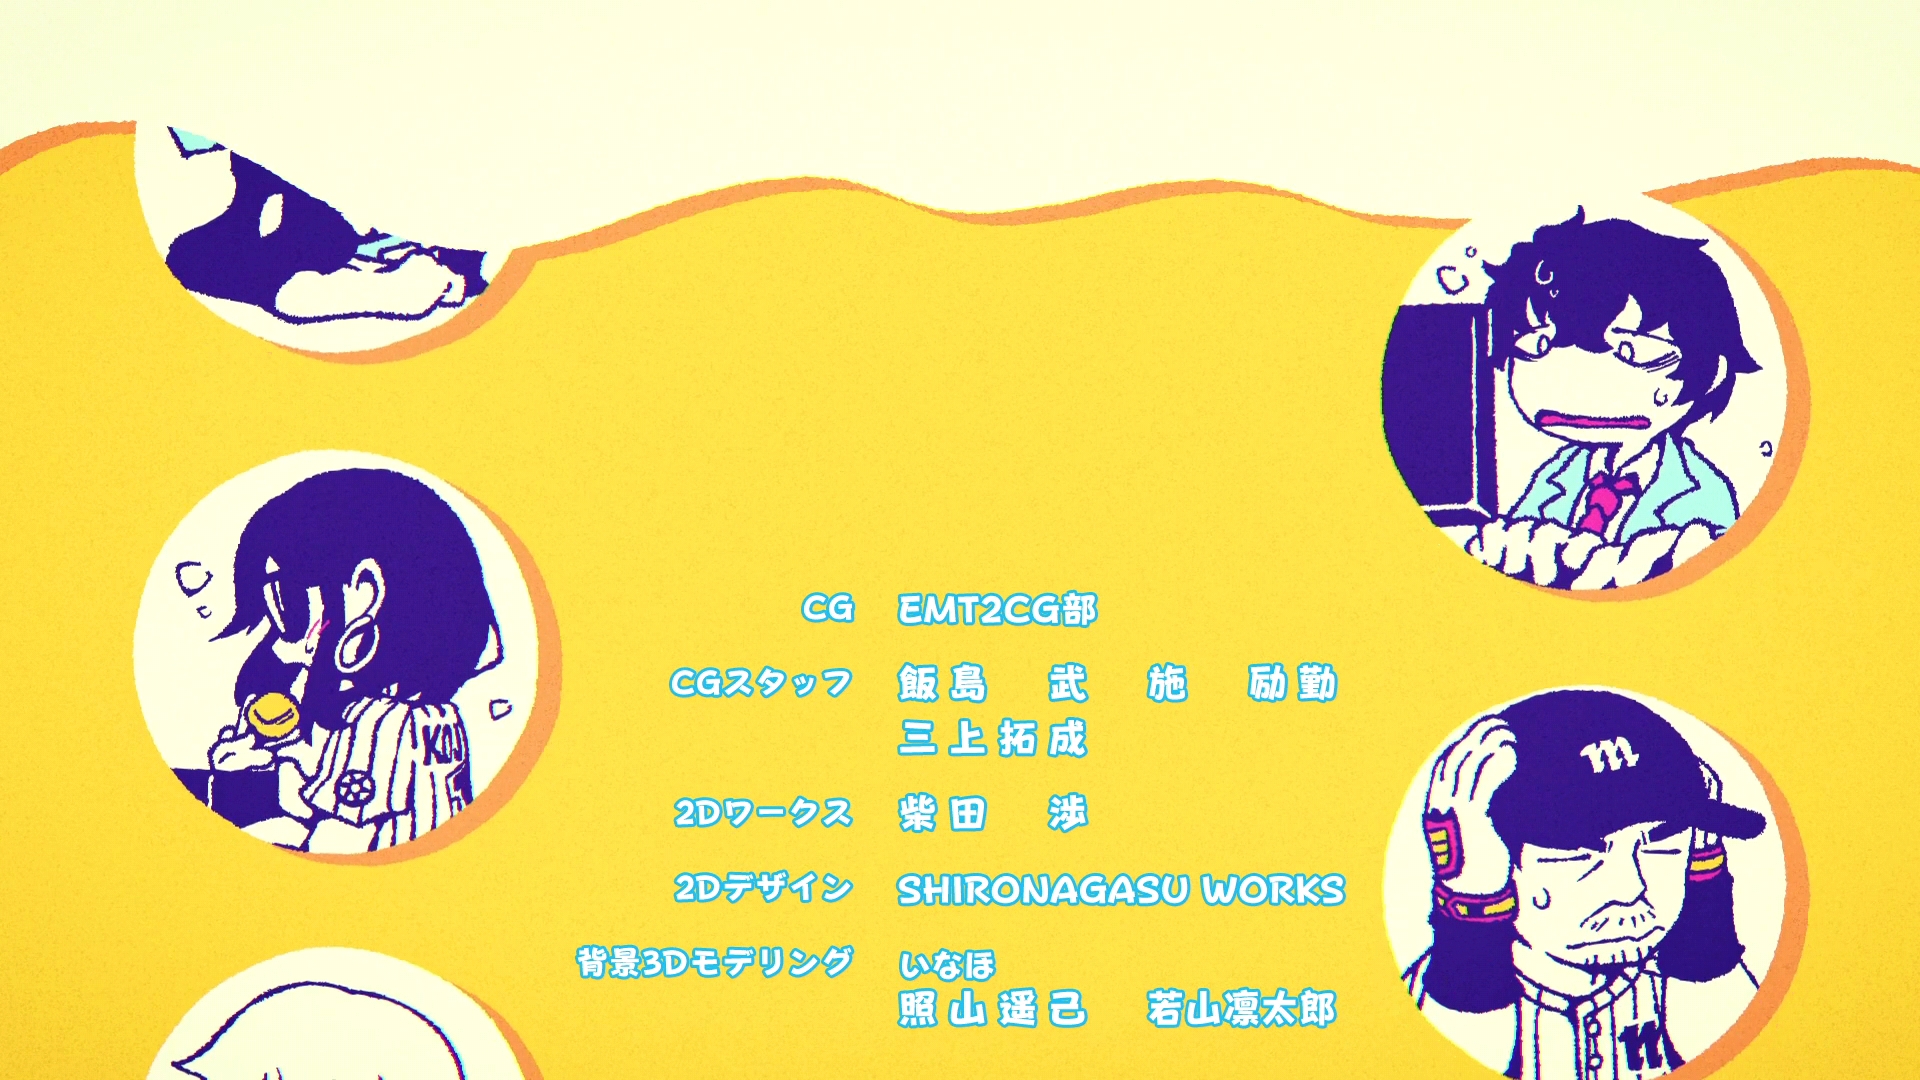 CG EMT2CG部
CGスタッフ 飯島 武 施 励勤
三上拓成
2Dワークス 柴田 渉
2Dデザイン SHIRONAGASU WORKS
背景3Dモデリング いなほ
照山遥己 若山凛太郎
m
KOJ